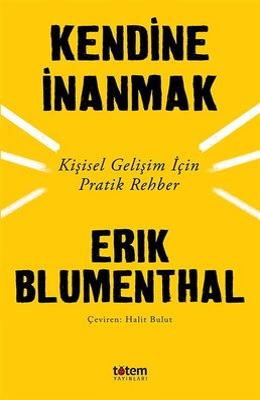 KENDİNE
İNANMAK
Kişisel Gelişim İçin
Pratik Rehber
ERIK
BLUMENTHAL
Çeviren: Halit Bulut
totem
YAYINLARI